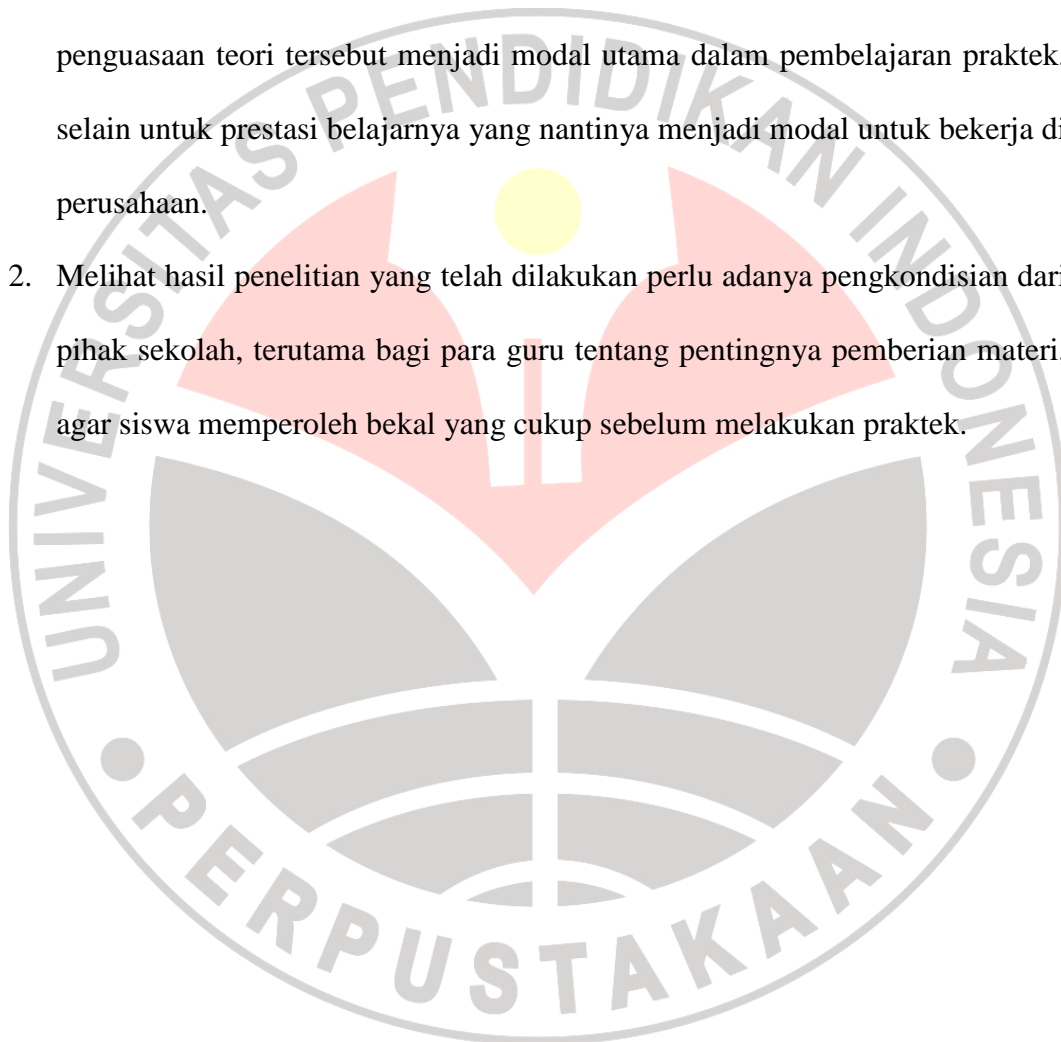 penguasaan teori tersebut menjadi modal utama dalam pembelajaran praktek,
selain untuk prestasi belajarnya yang nantinya menjadi modal untuk bekerja di
perusahaan.
2. Melihat hasil penelitian yang telah dilakukan perlu adanya pengkondisian dari
pihak sekolah, terutama bagi para guru tentang pentingnya pemberian materi,
agar siswa memperoleh bekal yang cukup sebelum melakukan praktek.
UNIVERSITAS PENDIDIKAN INDONESIA
PERPUSTAKAAN